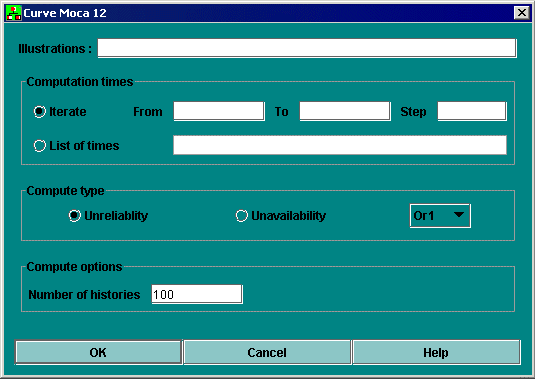 Curve Moca 12
Illustrations :
Computation times
Iterate From To Step
List of times
Compute type
Unreliablity Unavailability Or1
Compute options
Number of histories 100
OK Cancel Help